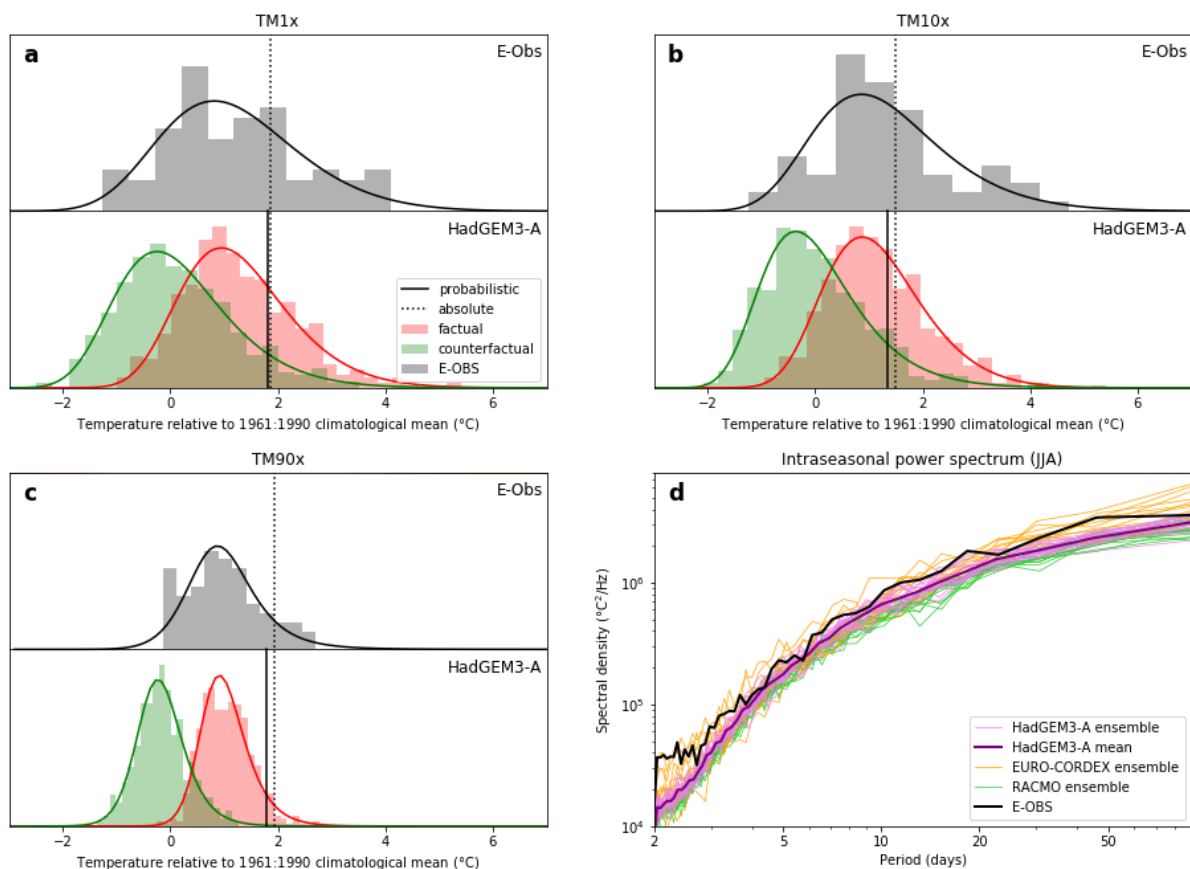 TM1x
a
E-Obs
HadGEM3-A
probabilistic
absolute
factual
counterfactual
E-OBS
−2 0 2 4 6
Temperature relative to 1961:1990 climatological mean (°C)
TM10x
b
E-Obs
HadGEM3-A
−2 0 2 4 6
Temperature relative to 1961:1990 climatological mean (°C)
TM90x
c
E-Obs
HadGEM3-A
−2 0 2 4 6
Temperature relative to 1961:1990 climatological mean (°C)
Intraseasonal power spectrum (JJA)
d
Spectral density (°C²/Hz)
10⁶
10⁵
10⁴
HadGEM3-A ensemble
HadGEM3-A mean
EURO-CORDEX ensemble
RACMO ensemble
E-OBS
2 5 10 20 50
Period (days)